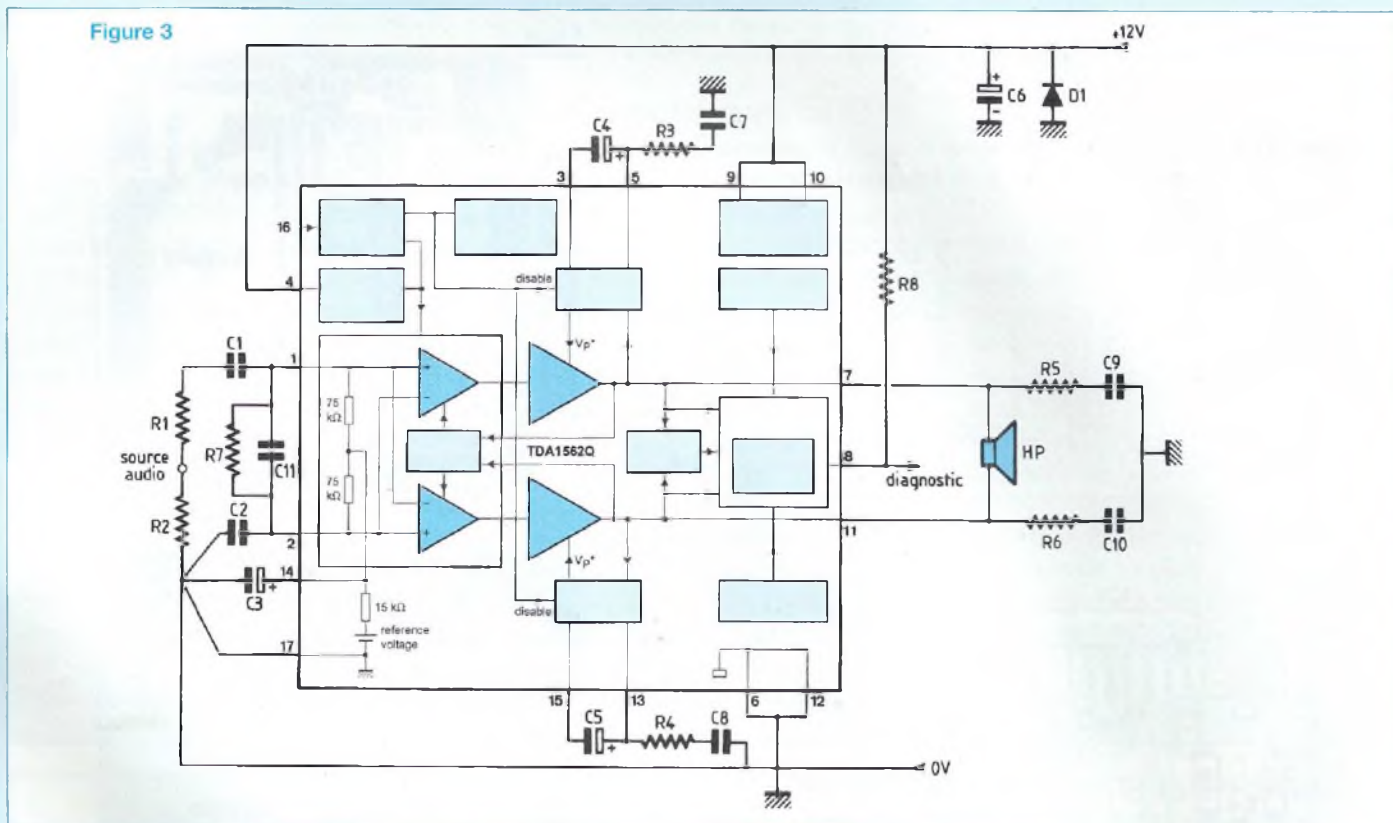 Figure 3
+12V
C6
+
-
D1
C4
+
R3
C7
3
5
9
10
16
4
disable
R8
Vp*
C1
1
7
R5
C9
R1
75
kΩ
source
audio
R7
C11
TDA1562Q
8
HP
diagnostic
75
kΩ
R2
C2
2
11
R6
C10
+
-
-
+
Vp*
14
C3
+
disable
15 kΩ
reference
voltage
17
15
13
6
12
C5
+
R4
C8
0V